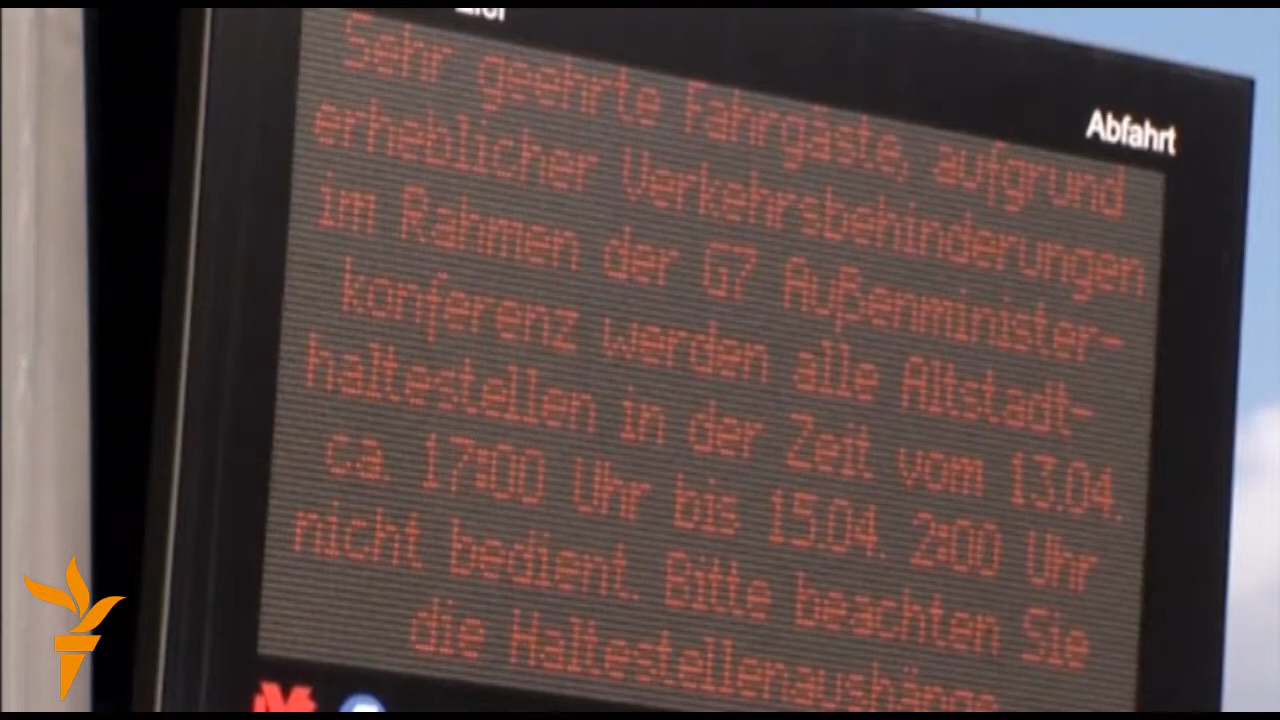 Abfahrt
Sehr geehrte Fahrgäste, aufgrund
erheblicher Verkehrsbehinderungen
im Rahmen der G7 Außenminister-
konferenz werden alle Altstadt-
haltestellen in der Zeit vom 13.04.
ca. 17:00 Uhr bis 15.04. 2:00 Uhr
nicht bedient. Bitte beachten Sie
die Haltestellenaushänge